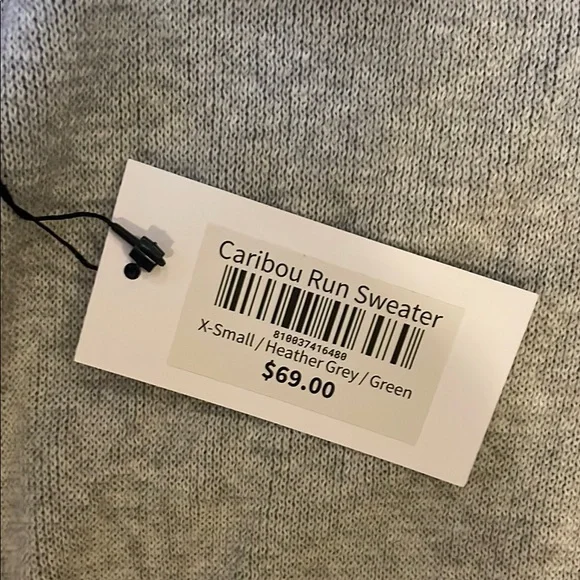 Caribou Run Sweater
810037416480
X-Small / Heather Grey / Green
$69.00